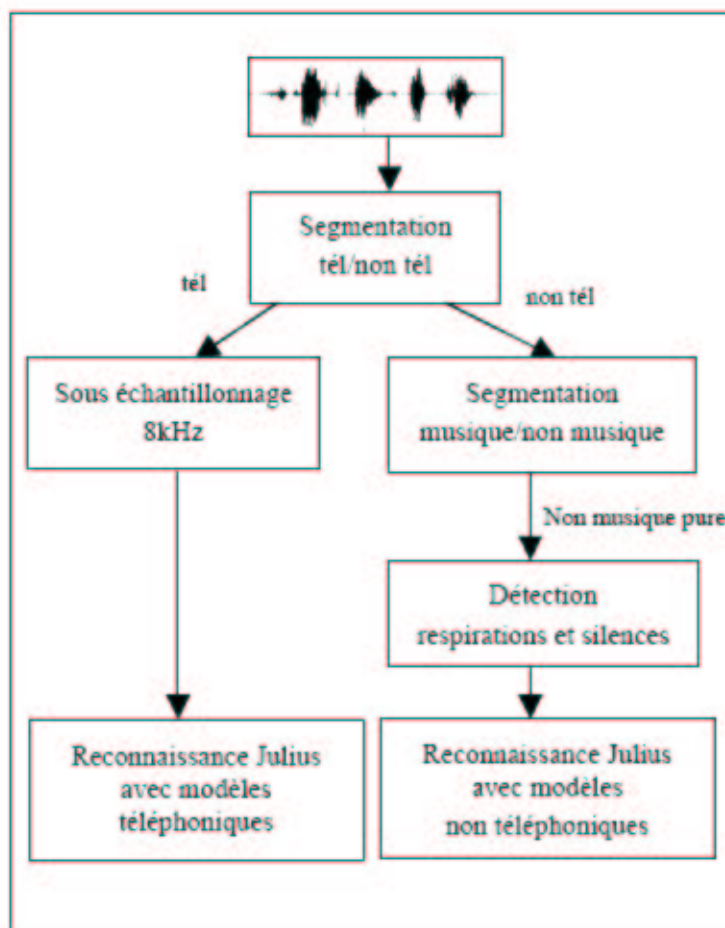 Segmentation
tél/non tél
tél
non tél
Sous échantillonnage
8kHz
Segmentation
musique/non musique
Non musique pure
Détection
respirations et silences
Reconnaissance Julius
avec modèles
téléphoniques
Reconnaissance Julius
avec modèles
non téléphoniques